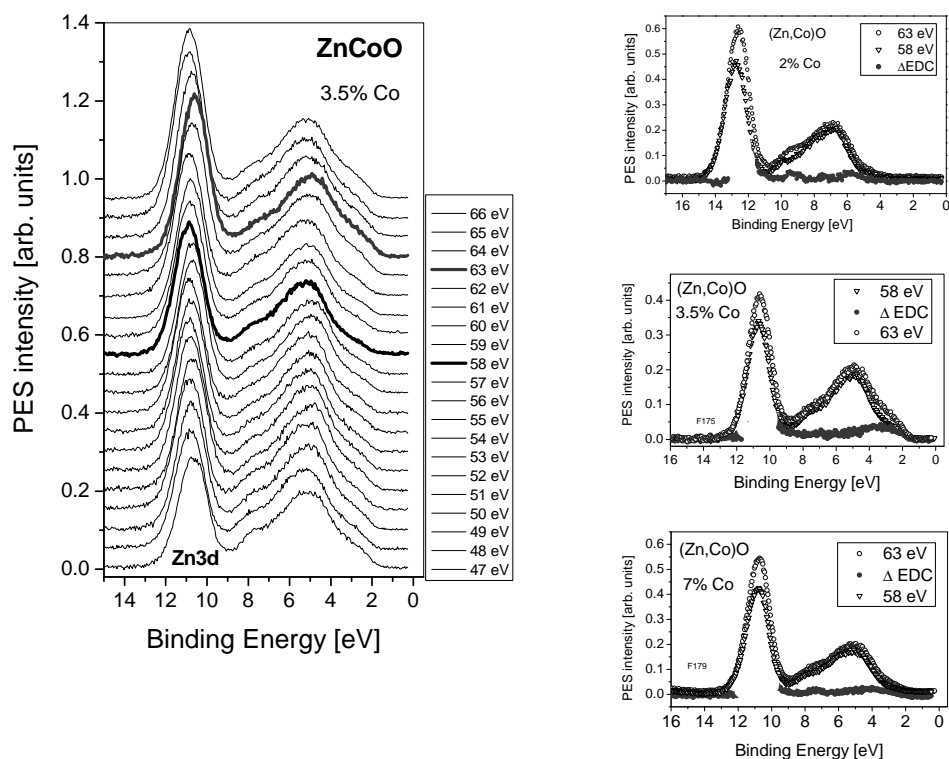 ZnCoO
3.5% Co
PES intensity [arb. units]
1.4
1.2
1.0
0.8
0.6
0.4
0.2
0.0
Zn3d
14 12 10 8 6 4 2 0
Binding Energy [eV]
66 eV
65 eV
64 eV
63 eV
62 eV
61 eV
60 eV
59 eV
58 eV
57 eV
56 eV
55 eV
54 eV
53 eV
52 eV
51 eV
50 eV
49 eV
48 eV
47 eV
(Zn,Co)O
2% Co
63 eV
58 eV
ΔEDC
PES intensity [arb. units]
0.6
0.5
0.4
0.3
0.2
0.1
0.0
16 14 12 10 8 6 4 2 0
Binding Energy [eV]
(Zn,Co)O
3.5% Co
58 eV
Δ EDC
63 eV
F175
PES intensity [arb. units]
0.4
0.3
0.2
0.1
0.0
16 14 12 10 8 6 4 2 0
Binding Energy [eV]
(Zn,Co)O
7% Co
63 eV
Δ EDC
58 eV
F179
PES intensity [arb. units]
0.6
0.5
0.4
0.3
0.2
0.1
0.0
16 14 12 10 8 6 4 2 0
Binding Energy [eV]